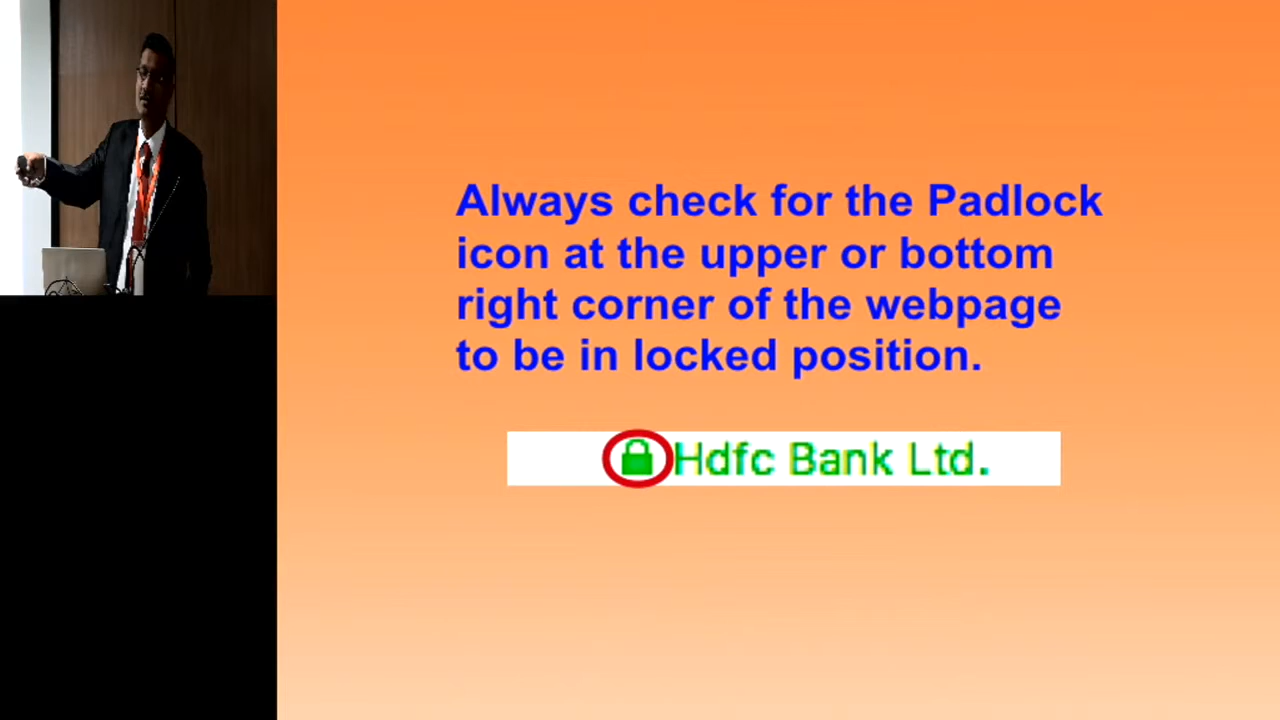 Always check for the Padlock
icon at the upper or bottom
right corner of the webpage
to be in locked position.
Hdfc Bank Ltd.